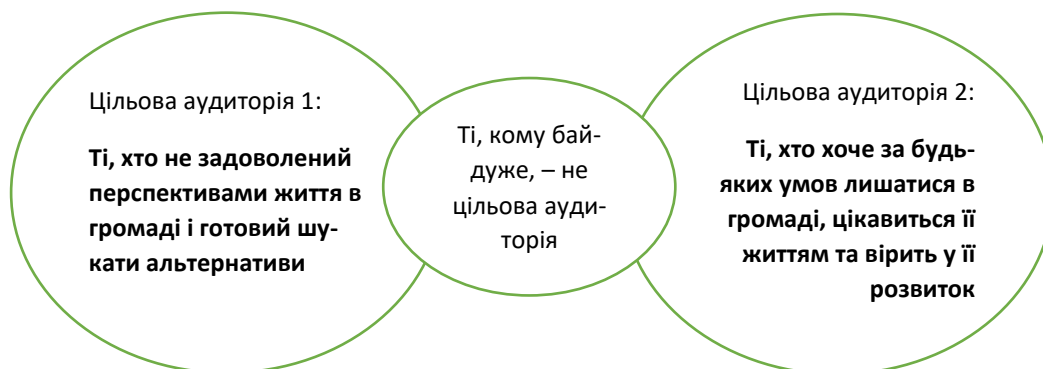 Цільова аудиторія 1:
Ті, хто не задоволений
перспективами життя в
громаді і готовий шу-
кати альтернативи
Ті, кому бай-
дуже, – не
цільова ауди-
торія
Цільова аудиторія 2:
Ті, хто хоче за будь-
яких умов лишатися в
громаді, цікавиться її
життям та вірить у її
розвиток